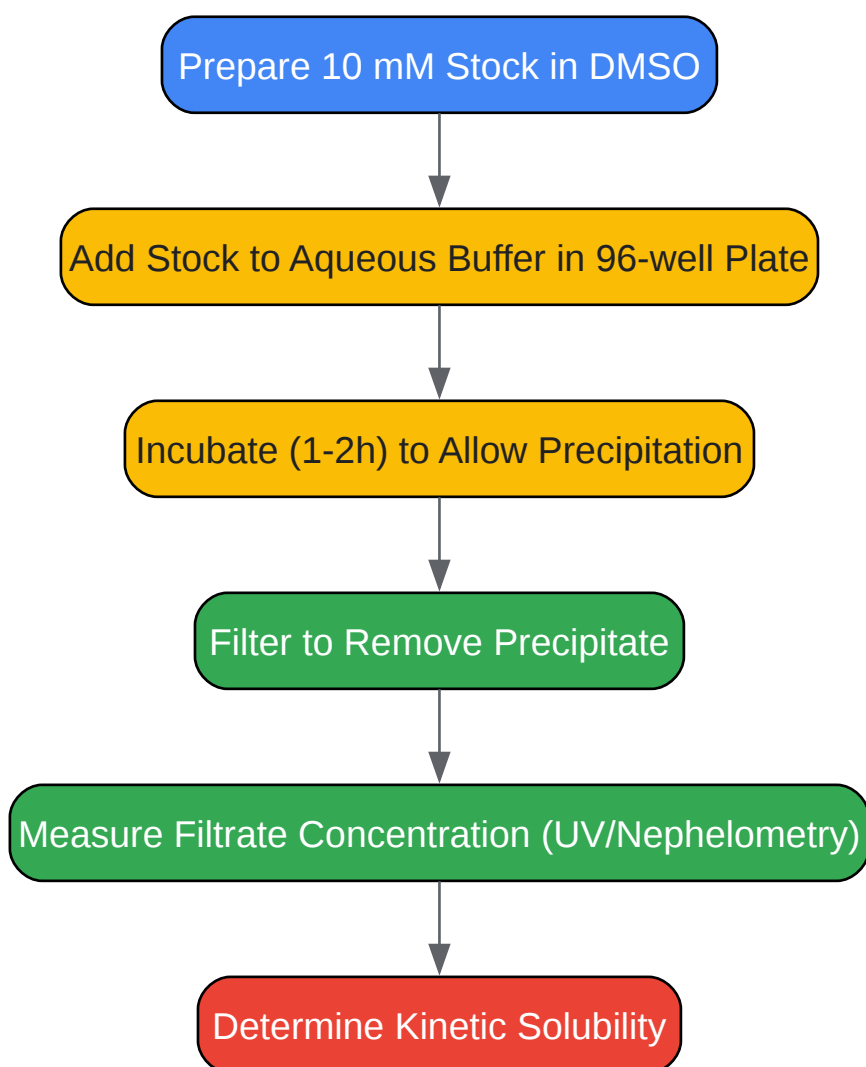 Prepare 10 mM Stock in DMSO
Add Stock to Aqueous Buffer in 96-well Plate
Incubate (1-2h) to Allow Precipitation
Filter to Remove Precipitate
Measure Filtrate Concentration (UV/Nephelometry)
Determine Kinetic Solubility